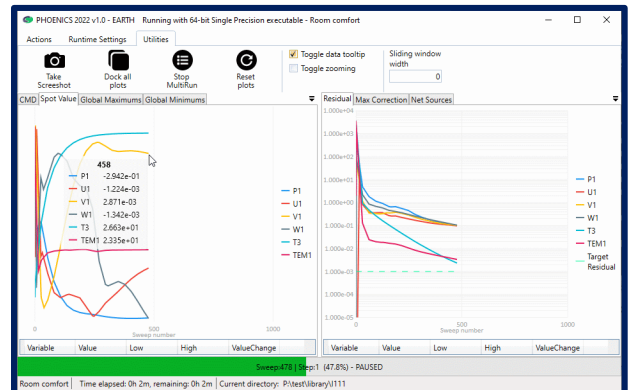 PHOENICS 2022 v1.0 - EARTH Running with 64-bit Single Precision executable - Room comfort
Actions Runtime Settings Utilities
Take Screeshot
Dock all plots
Stop MultiRun
Reset plots
Toggle data tooltip
Toggle zooming
Sliding window width
0
CMD Spot Value Global Maximums Global Minimums
458
P1 -2.942e-01
U1 -1.224e-03
V1 2.871e-03
W1 -1.342e-03
T3 2.663e+01
TEM1 2.335e+01
P1
U1
V1
W1
T3
TEM1
0 500 1000
Sweep number
Variable Value Low High ValueChange
Residual Max Correction Net Sources
1.000e+04
1.000e+03
1.000e+02
1.000e+01
1.000e+00
1.000e-01
1.000e-02
1.000e-03
1.000e-04
1.000e-05
P1
U1
V1
W1
T3
TEM1
Target Residual
0 500 1000
Sweep number
Variable Value Low High ValueChange
Sweep:478 | Step:1 (47.8%) - PAUSED
Room comfort Time elapsed: 0h 2m, remaining: 0h 2m Current directory: P:\test\library\l111